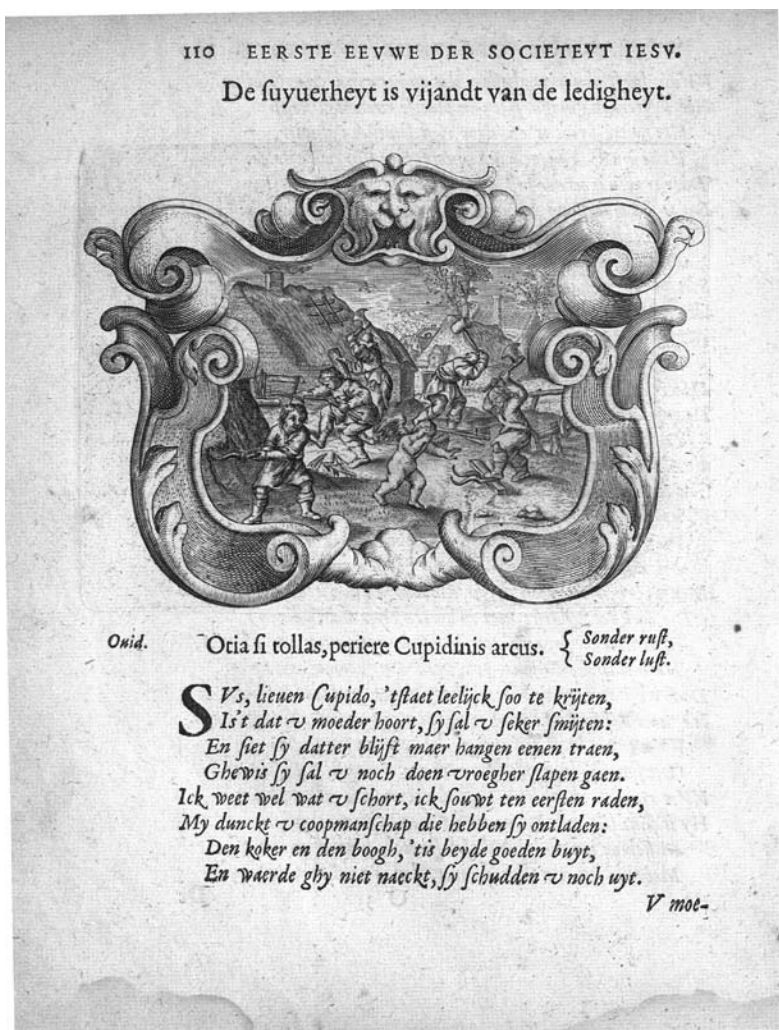 110 EERSTE EEVWE DER SOCIETEYT IESV.
De ſuyuerheyt is vijandt van de ledigheyt.
Ouid. Otia ſi tollas, periere Cupidinis arcus. { Sonder ruſt,
Sonder luſt.
SVs, lieuen Cupido, 'tſtaet leelijck ſoo te krijten,
Is't dat v moeder hoort, ſy ſal v ſeker ſmijten:
En ſiet ſy datter blijft maer hangen eenen traen,
Ghewis ſy ſal v noch doen vroegher ſlapen gaen.
Ick weet wel wat v ſchort, ick ſouwt ten eerſten raden,
My dunckt v coopmanſchap die hebben ſy ontladen:
Den koker en den boogh, 'tis beyde goeden buyt,
En waerde ghy niet naeckt, ſy ſchudden v noch uyt.
V moe-